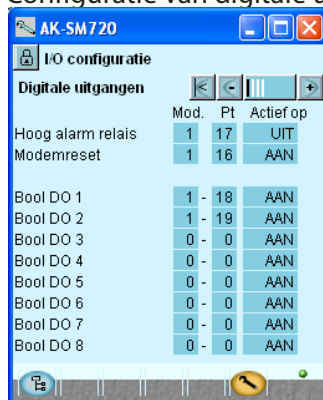 Configuratie van digitale u
AK-SM720
I/O configuratie
Digitale uitgangen
Mod. Pt Actief op
Hoog alarm relais 1 17 UIT
Modemreset 1 16 AAN
Bool DO 1 1 - 18 AAN
Bool DO 2 1 - 19 AAN
Bool DO 3 0 - 0 AAN
Bool DO 4 0 - 0 AAN
Bool DO 5 0 - 0 AAN
Bool DO 6 0 - 0 AAN
Bool DO 7 0 - 0 AAN
Bool DO 8 0 - 0 AAN